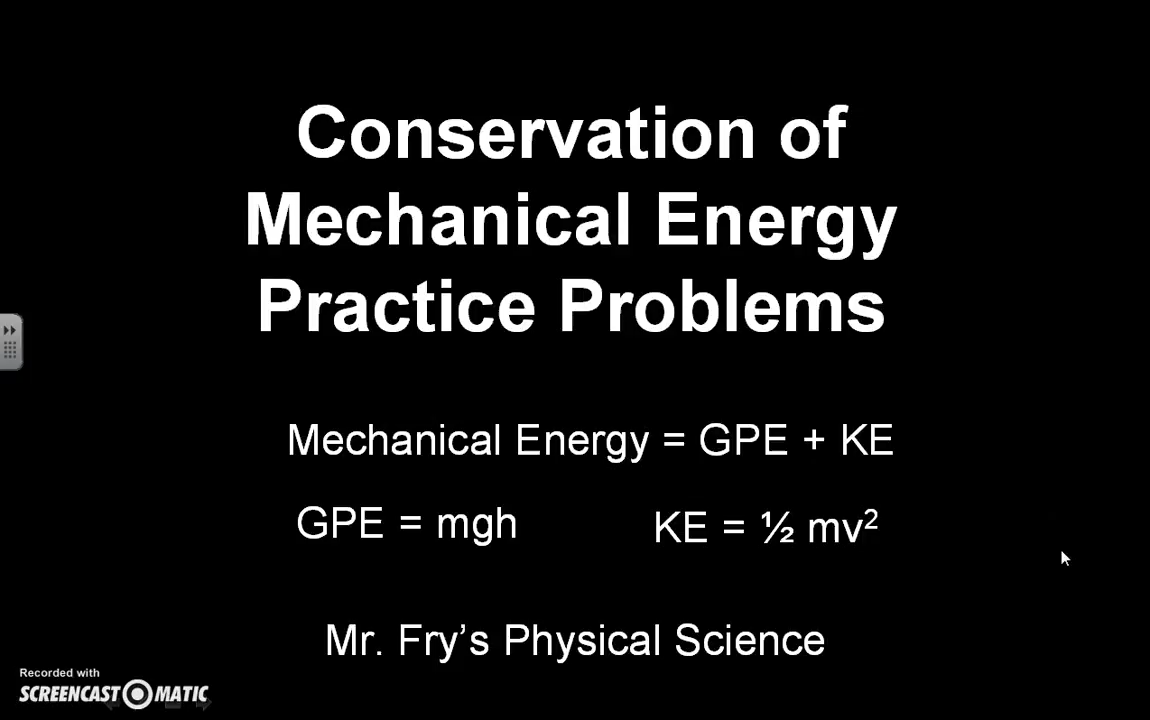 Conservation of
Mechanical Energy
Practice Problems
Mechanical Energy = GPE + KE
GPE = mgh
KE = ½ mv²
Mr. Fry’s Physical Science
Recorded with
SCREENCAST MATIC